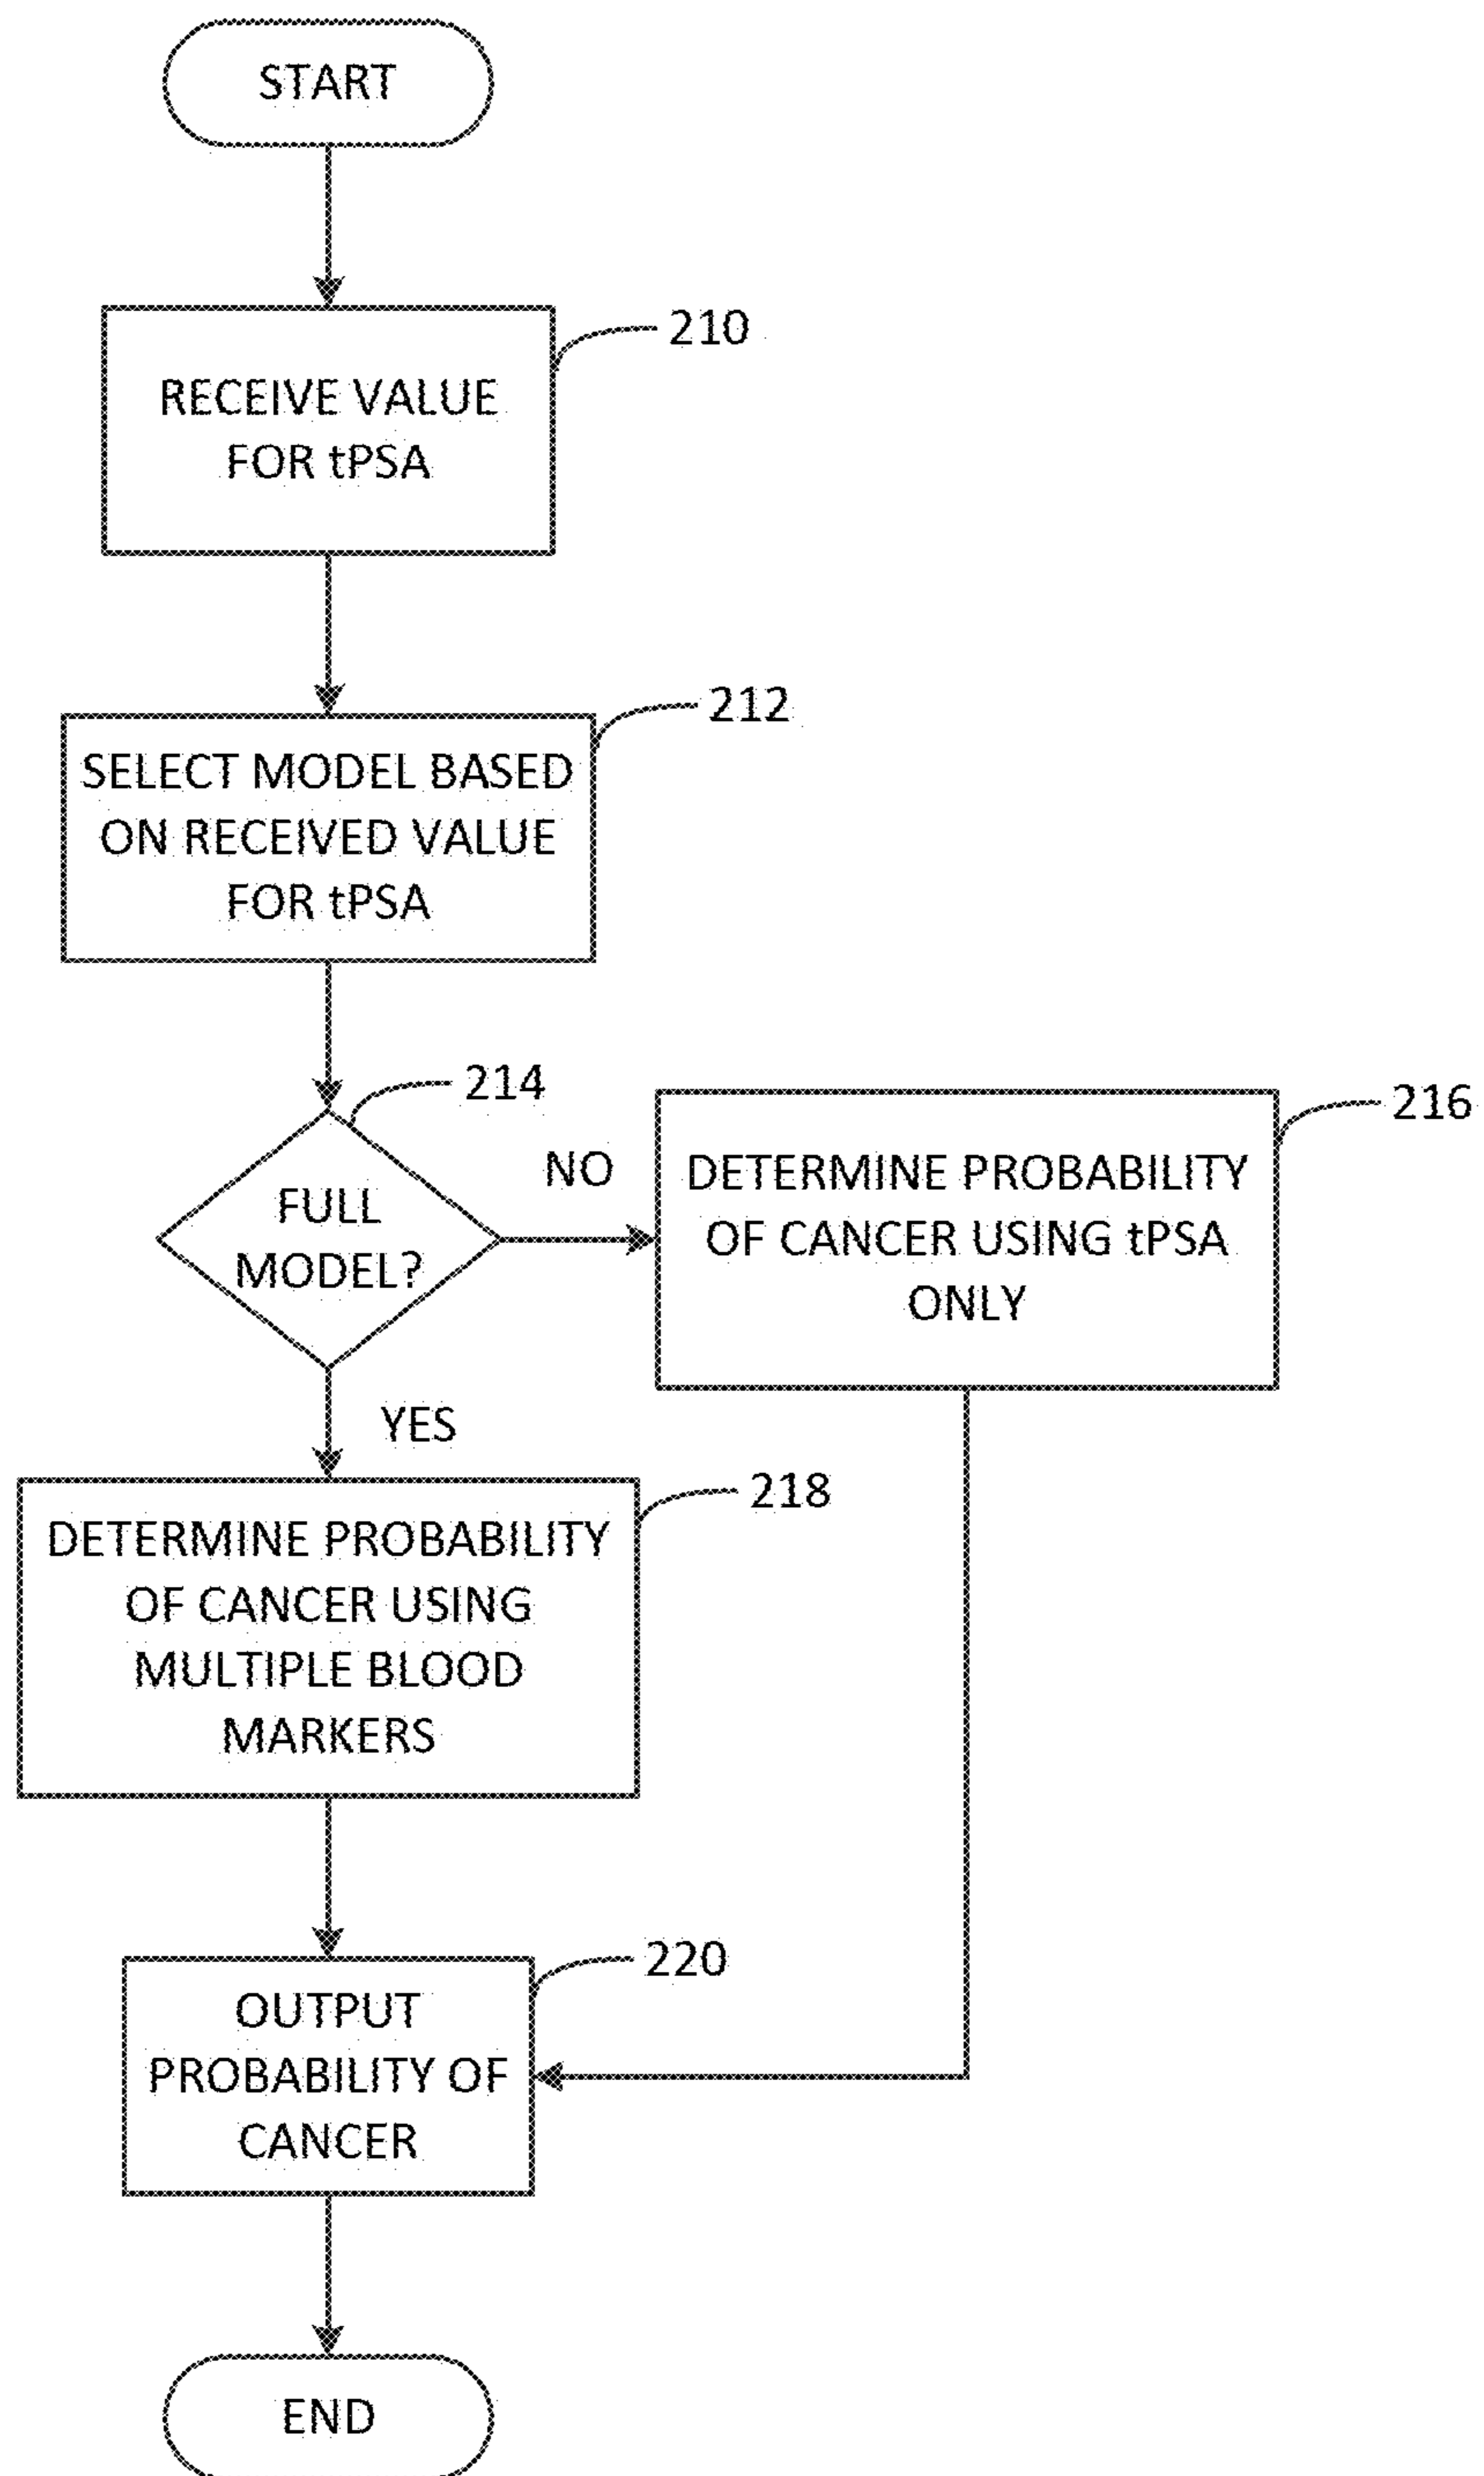 START
210
RECEIVE VALUE
FOR tPSA
212
SELECT MODEL BASED
ON RECEIVED VALUE
FOR tPSA
214
FULL
MODEL?
NO
216
DETERMINE PROBABILITY
OF CANCER USING tPSA
ONLY
YES
218
DETERMINE PROBABILITY
OF CANCER USING
MULTIPLE BLOOD
MARKERS
220
OUTPUT
PROBABILITY OF
CANCER
END